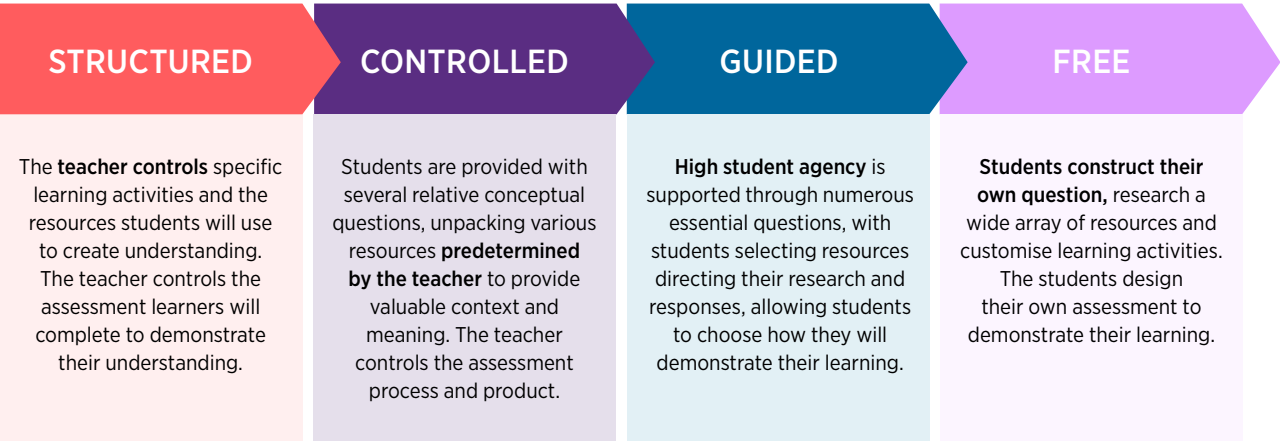 STRUCTURED
The teacher controls specific
learning activities and the
resources students will use
to create understanding.
The teacher controls the
assessment learners will
complete to demonstrate
their understanding.
CONTROLLED
Students are provided with
several relative conceptual
questions, unpacking various
resources predetermined
by the teacher to provide
valuable context and
meaning. The teacher
controls the assessment
process and product.
GUIDED
High student agency is
supported through numerous
essential questions, with
students selecting resources
directing their research and
responses, allowing students
to choose how they will
demonstrate their learning.
FREE
Students construct their
own question, research a
wide array of resources and
customise learning activities.
The students design
their own assessment to
demonstrate their learning.